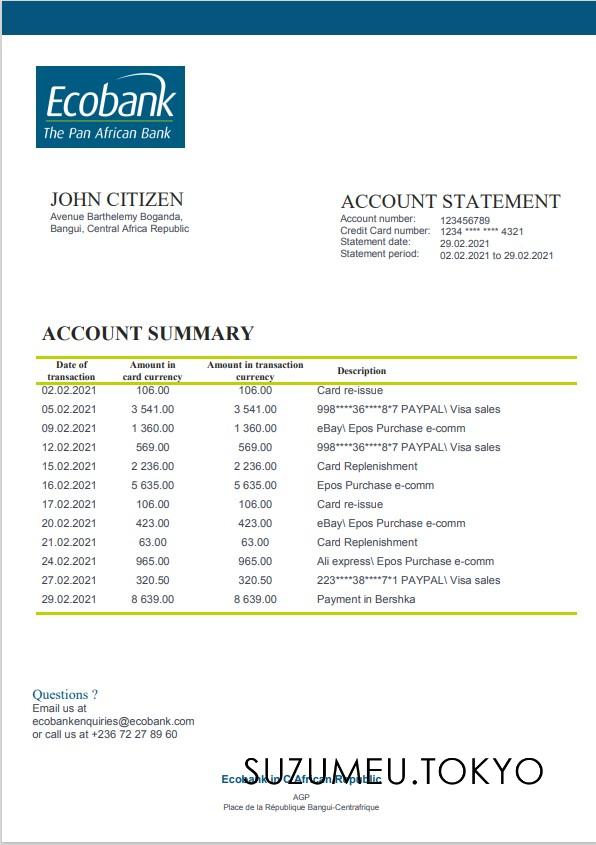 Ecobank
The Pan African Bank
JOHN CITIZEN
Avenue Barthelemy Boganda,
Bangui, Central Africa Republic
ACCOUNT STATEMENT
Account number: 123456789
Credit Card number: 1234 **** **** 4321
Statement date: 29.02.2021
Statement period: 02.02.2021 to 29.02.2021
ACCOUNT SUMMARY
Date of transaction Amount in card currency Amount in transaction currency Description
02.02.2021 106.00 106.00 Card re-issue
05.02.2021 3 541.00 3 541.00 998****36****8*7 PAYPAL\ Visa sales
09.02.2021 1 360.00 1 360.00 eBay\ Epos Purchase e-comm
12.02.2021 569.00 569.00 998****36****8*7 PAYPAL\ Visa sales
15.02.2021 2 236.00 2 236.00 Card Replenishment
16.02.2021 5 635.00 5 635.00 Epos Purchase e-comm
17.02.2021 106.00 106.00 Card re-issue
20.02.2021 423.00 423.00 eBay\ Epos Purchase e-comm
21.02.2021 63.00 63.00 Card Replenishment
24.02.2021 965.00 965.00 Ali express\ Epos Purchase e-comm
27.02.2021 320.50 320.50 223****38****7*1 PAYPAL\ Visa sales
29.02.2021 8 639.00 8 639.00 Payment in Bershka
Questions ?
Email us at
ecobankenquiries@ecobank.com
or call us at +236 72 27 89 60
SUZUMEU.TOKYO
Ecobank in C African Republic
AGP
Place de la République Bangui-Centrafrique